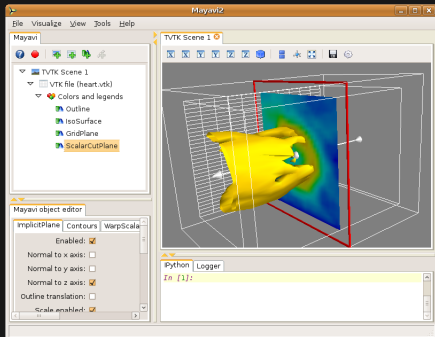 Mayavi2
File Visualize View Tools Help
Mayavi
TVTK Scene 1
VTK file (heart.vtk)
Colors and legends
Outline
IsoSurface
GridPlane
ScalarCutPlane
Mayavi object editor
ImplicitPlane Contours WarpScala
Enabled:
Normal to x axis:
Normal to y axis:
Normal to z axis:
Outline translation:
Scale enabled:
TVTK Scene 1
X X Y Y Z Z
IPython Logger
In [1]: